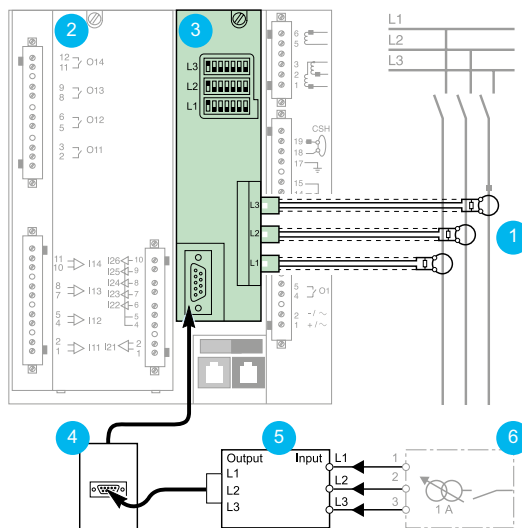 2
3
L1
L2
L3
12
11
O14
9
8
O13
6
5
O12
3
2
O11
L3
L2
L1
6
5
3
2
1
CSH
19
18
17
15
L3
L2
L1
1
11
10
I14
8
7
I13
5
4
I12
2
1
I11
I26
10
I25
9
I24
8
I23
7
I22
6
5
4
I21
2
1
5
4
O1
2
-/~
1
+/~
4
5
6
Output
Input
L1
L2
L3
L1
1
L2
2
L3
3
1 A